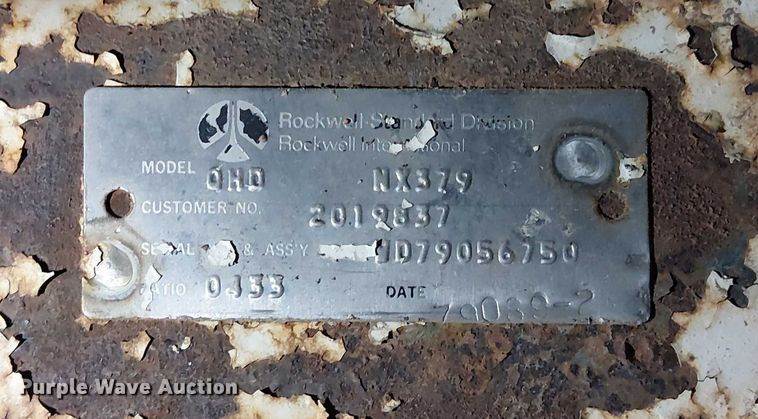 Rockwell-Standard Division
Rockwell International
MODEL QHD NX379
CUSTOMER NO. 2019837
SERIAL & ASS'Y HD79056750
RATIO 0433 DATE
Purple Wave Auction